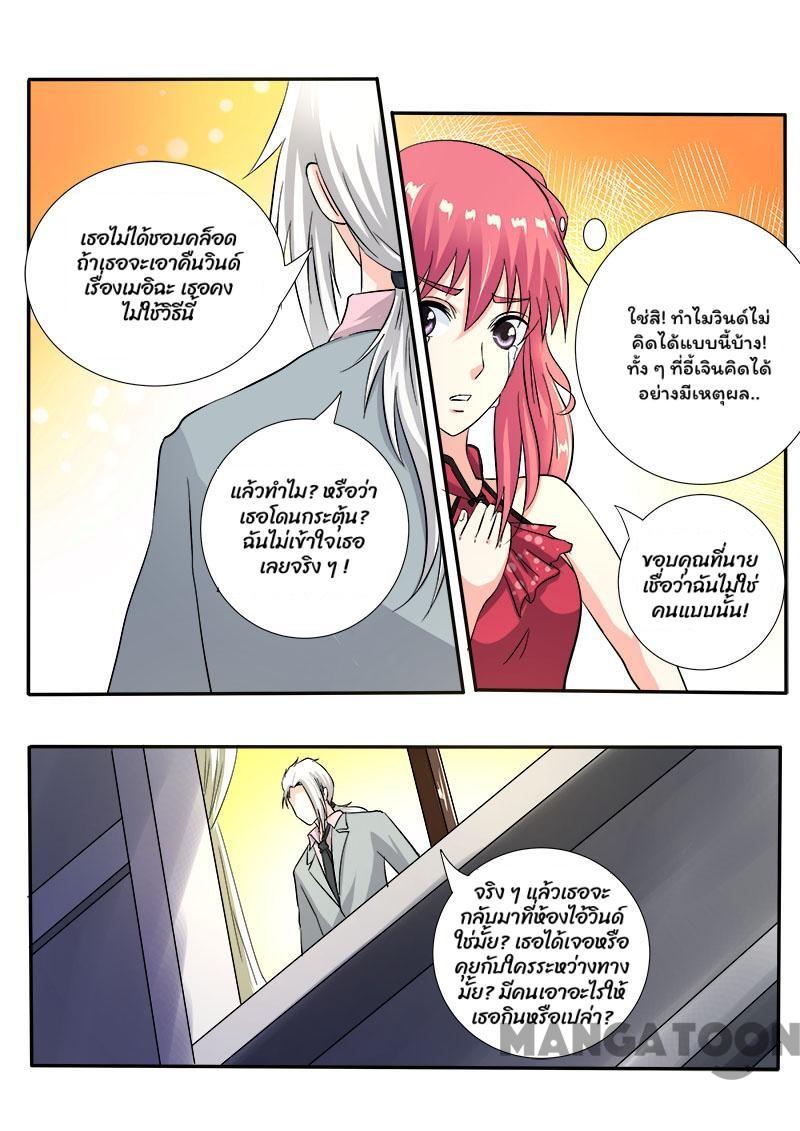 เธอไม่ได้ชอบคล็อด
ถ้าเธอจะเอาคืนวินด์
เรื่องเมอิฉะ เธอคง
ไม่ใช้วิธีนี้
แล้วทำไม? หรือว่า
เธอโดนกระตุ้น?
ฉันไม่เข้าใจเธอ
เลยจริง ๆ !
ใช่สิ! ทำไมวินด์ไม่
คิดได้แบบนี้บ้าง!
ทั้ง ๆ ที่อี้เจินคิดได้
อย่างมีเหตุผล..
ขอบคุณที่นาย
เชื่อว่าฉันไม่ใช่
คนแบบนั้น!
จริง ๆ แล้วเธอจะ
กลับมาที่ห้องไอ้วินด์
ใช่มั้ย? เธอได้เจอหรือ
คุยกับใครระหว่างทาง
มั้ย? มีคนเอาอะไรให้
เธอกินหรือเปล่า?
MANGATOON